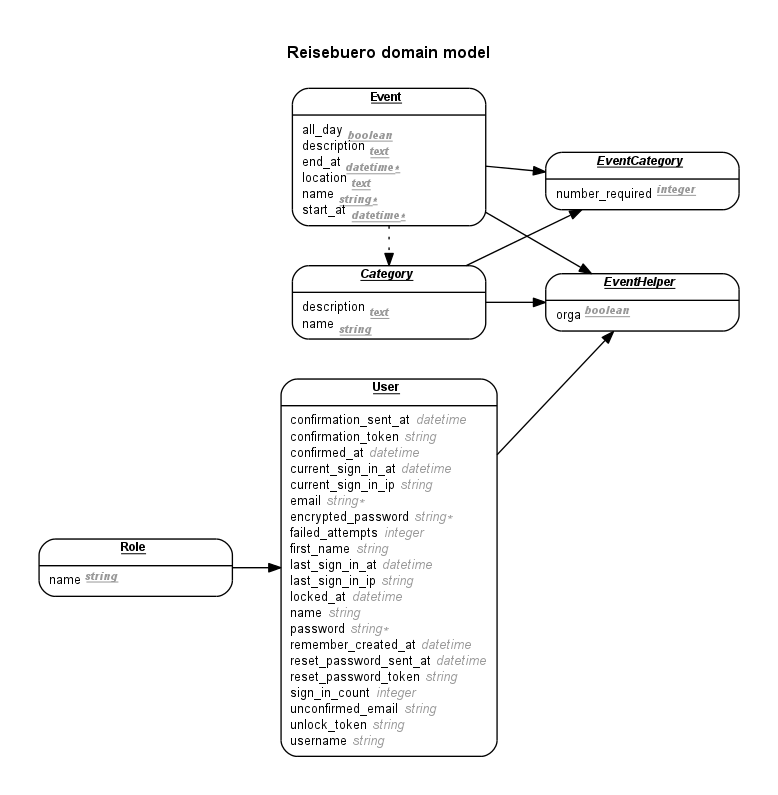 Reisebuero domain model
Event
all_day boolean
description text
end_at datetime*
location text
name string*
start_at datetime*
EventCategory
number_required integer
Category
description text
name string
EventHelper
orga boolean
User
confirmation_sent_at datetime
confirmation_token string
confirmed_at datetime
current_sign_in_at datetime
current_sign_in_ip string
email string*
encrypted_password string*
failed_attempts integer
first_name string
last_sign_in_at datetime
last_sign_in_ip string
locked_at datetime
name string
password string*
remember_created_at datetime
reset_password_sent_at datetime
reset_password_token string
sign_in_count integer
unconfirmed_email string
unlock_token string
username string
Role
name string